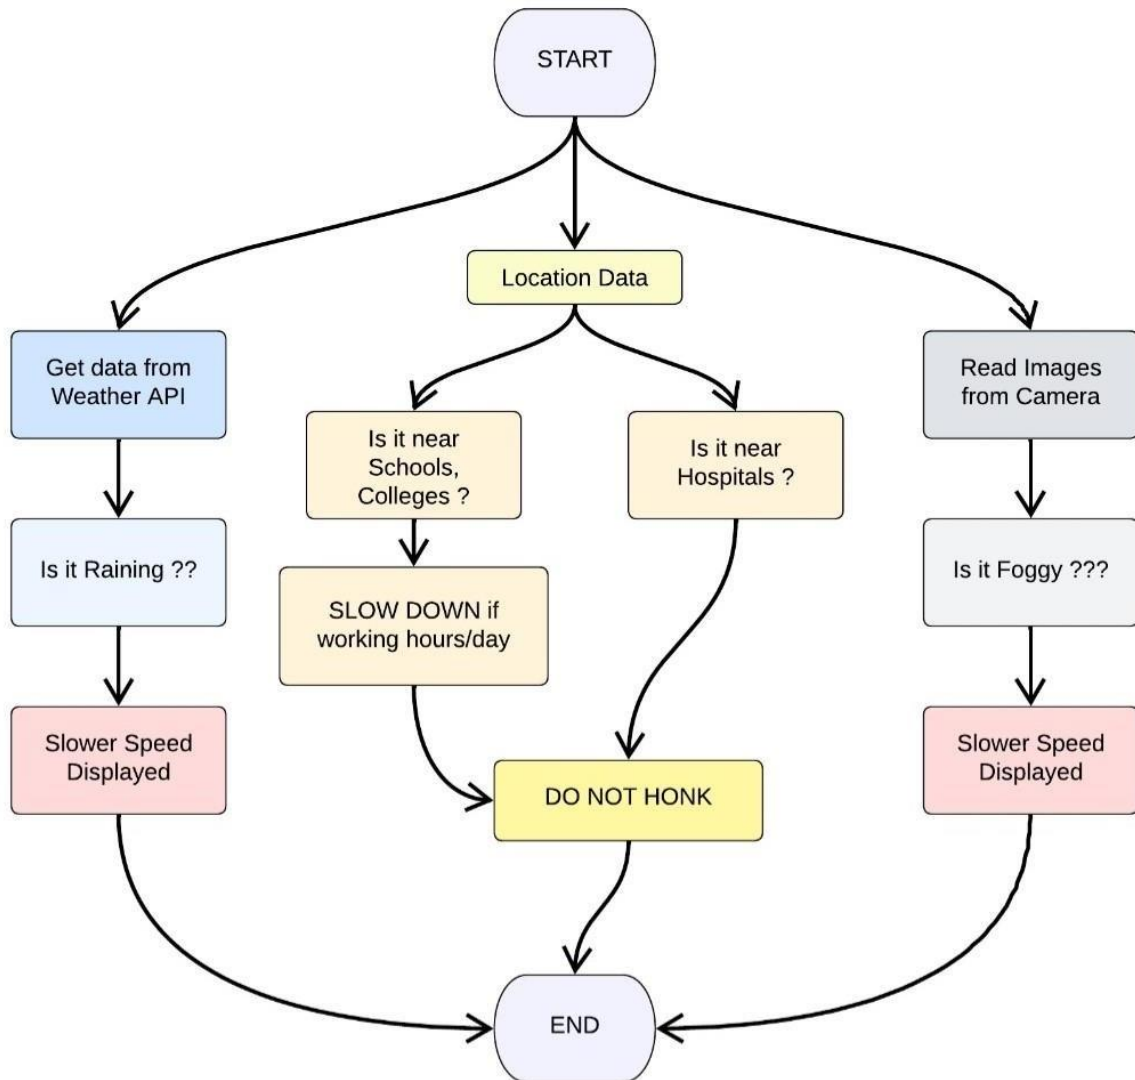 START
Location Data
Get data from
Weather API
Read Images
from Camera
Is it near
Schools,
Colleges ?
Is it near
Hospitals ?
Is it Raining ??
Is it Foggy ???
SLOW DOWN if
working hours/day
Slower Speed
Displayed
Slower Speed
Displayed
DO NOT HONK
END